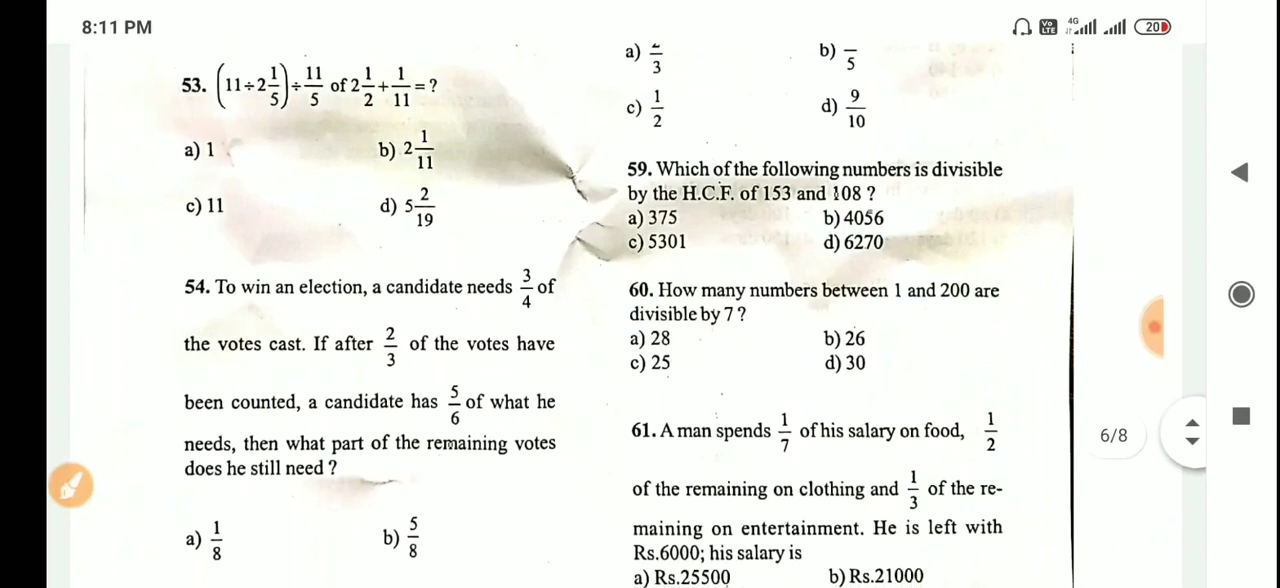 8:11 PM
Vo LTE 4G 20
53. (11÷2 1/5)÷11/5 of 2 1/2+1/11=?
a) 1 b) 2 1/11
c) 11 d) 5 2/19
54. To win an election, a candidate needs 3/4 of
the votes cast. If after 2/3 of the votes have
been counted, a candidate has 5/6 of what he
needs, then what part of the remaining votes
does he still need ?
a) 1/8 b) 5/8
a) /3 b) /5
c) 1/2 d) 9/10
59. Which of the following numbers is divisible
by the H.C.F. of 153 and 108 ?
a) 375 b) 4056
c) 5301 d) 6270
60. How many numbers between 1 and 200 are
divisible by 7 ?
a) 28 b) 26
c) 25 d) 30
61. A man spends 1/7 of his salary on food, 1/2
of the remaining on clothing and 1/3 of the re-
maining on entertainment. He is left with
Rs.6000; his salary is
a) Rs.25500 b) Rs.21000
6/8